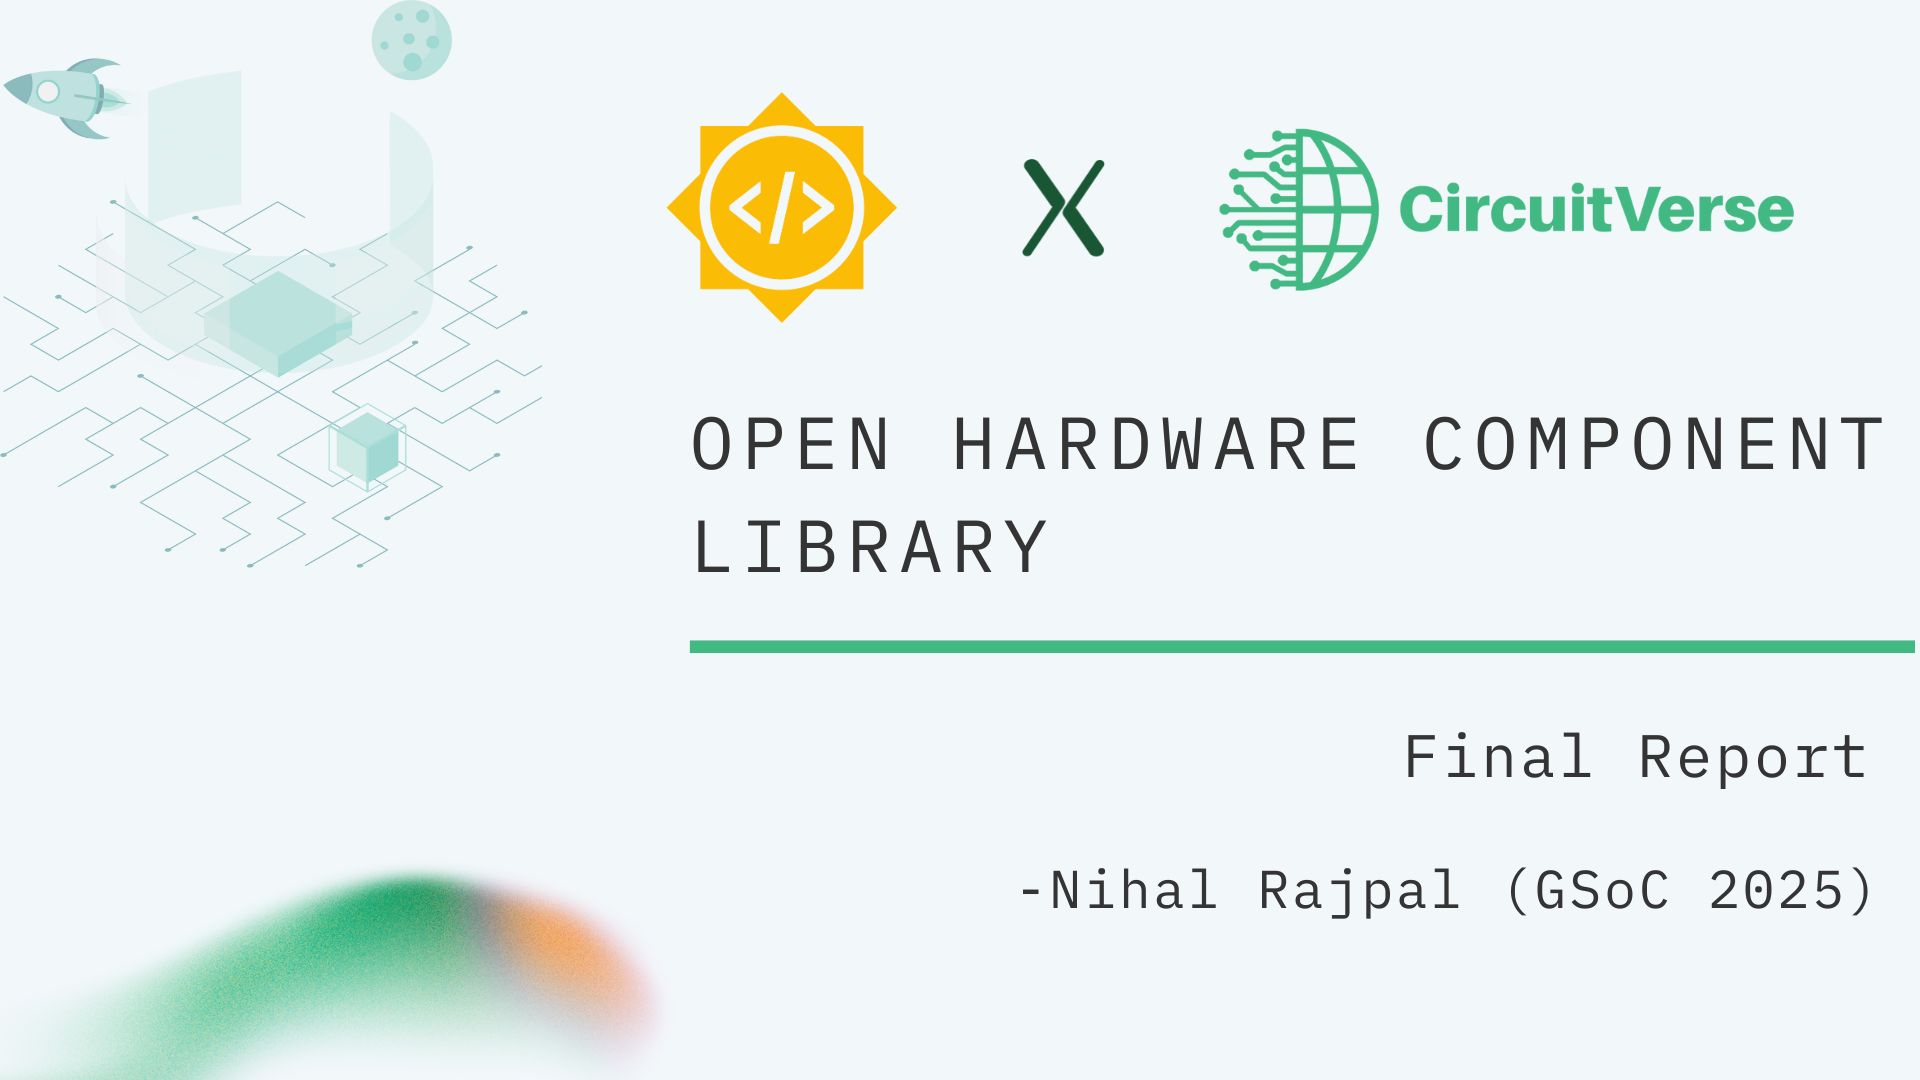 </>
X
CircuitVerse
OPEN HARDWARE COMPONENT
LIBRARY
Final Report
-Nihal Rajpal (GSoC 2025)